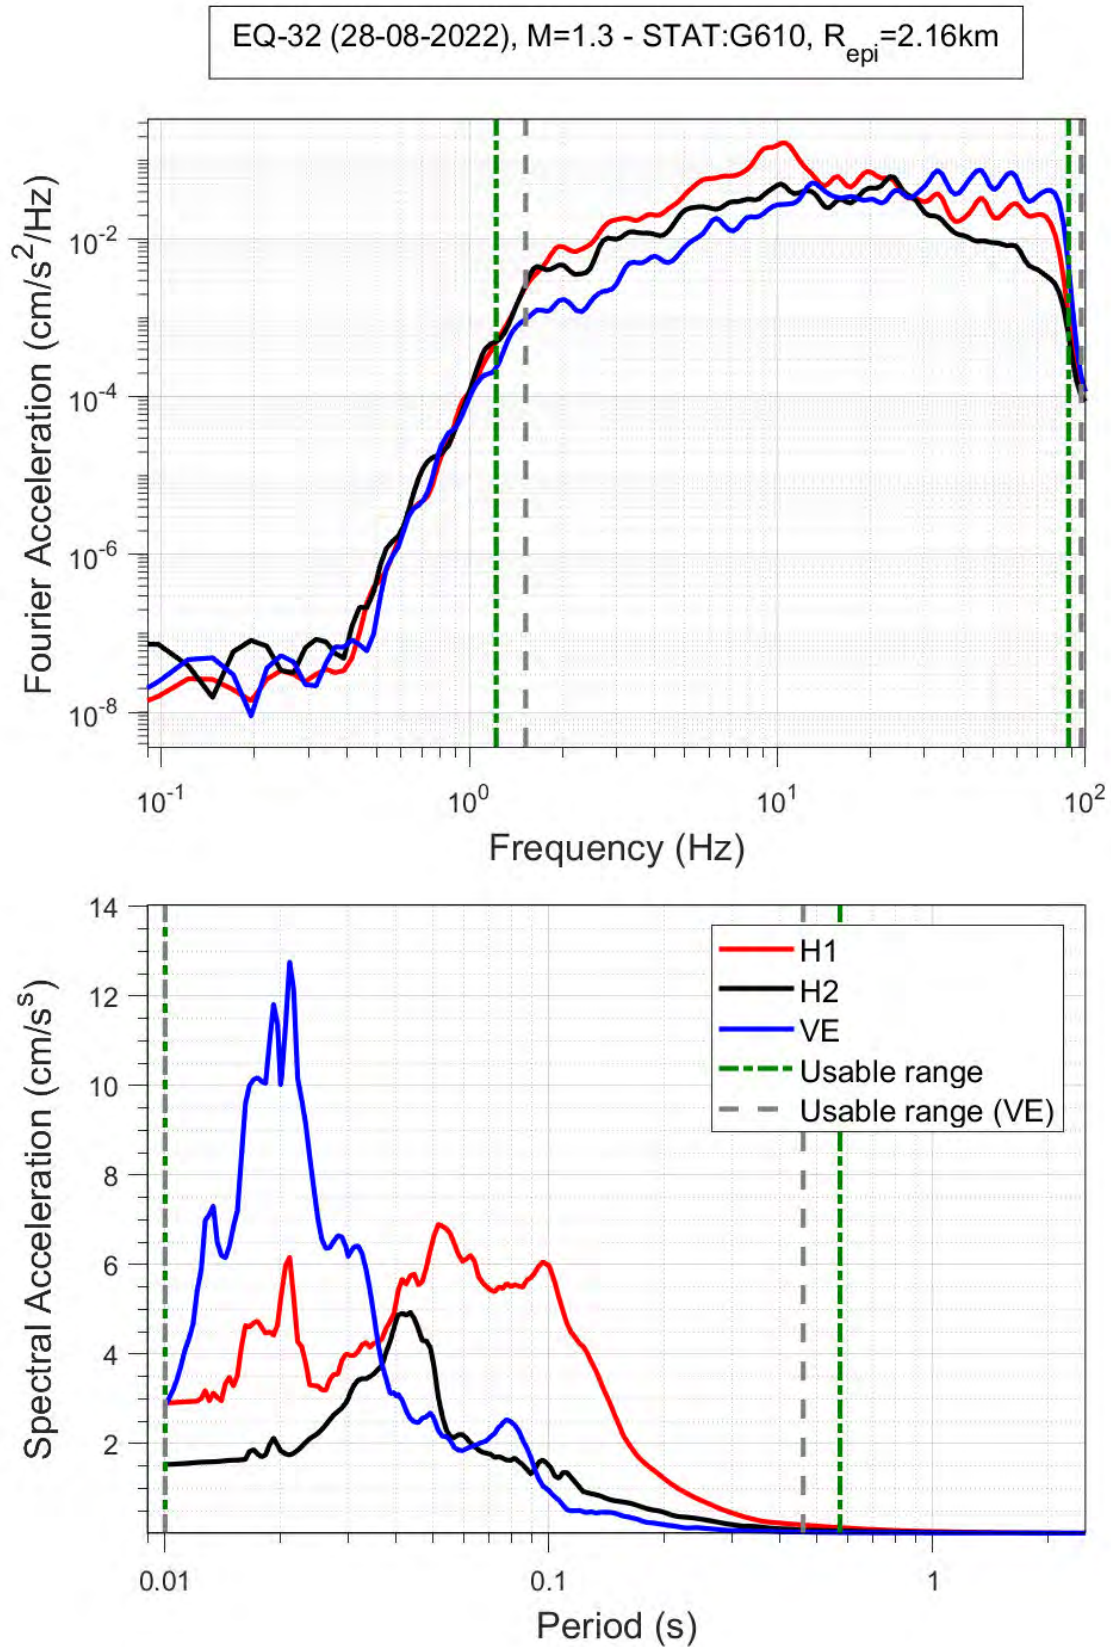 EQ-32 (28-08-2022), M=1.3 - STAT:G610, R_epi=2.16km
Fourier Acceleration (cm/s²/Hz)
10⁻²
10⁻⁴
10⁻⁶
10⁻⁸
10⁻¹ 10⁰ 10¹ 10²
Frequency (Hz)
Spectral Acceleration (cm/sˢ)
14
12
10
8
6
4
2
H1
H2
VE
Usable range
Usable range (VE)
0.01 0.1 1
Period (s)